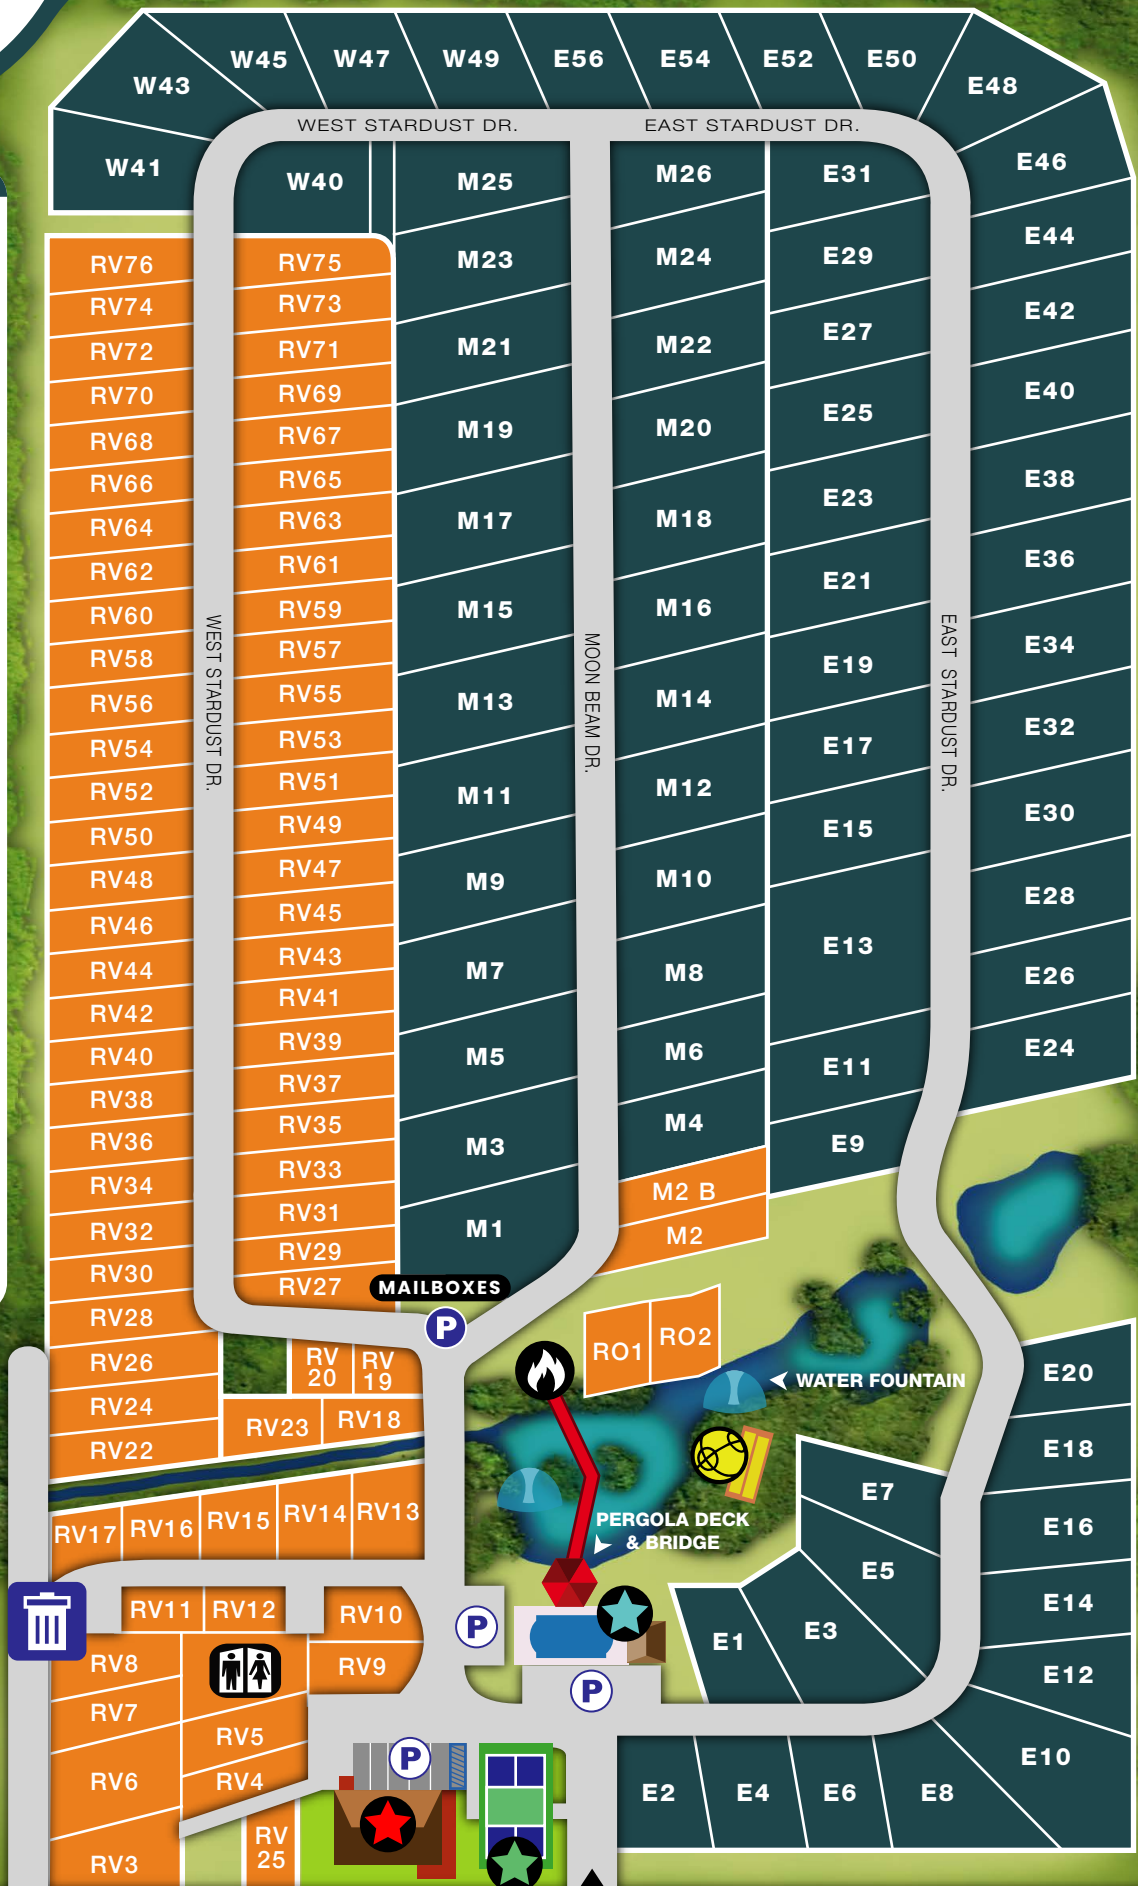 W43
W45
W47
W49
E56
E54
E52
E50
E48
WEST STARDUST DR.
EAST STARDUST DR.
W41
W40
M25
M26
E31
E46
RV76
RV75
M23
M24
E29
E44
RV74
RV73
M21
M22
E27
E42
RV72
RV71
RV70
RV69
M19
M20
E25
E40
RV68
RV67
RV66
RV65
M17
M18
E23
E38
RV64
RV63
RV62
RV61
E21
E36
RV60
RV59
M15
M16
RV58
RV57
E19
E34
RV56
RV55
M13
M14
WEST STARDUST DR.
MOON BEAM DR.
EAST STARDUST DR.
RV54
RV53
E17
E32
RV52
RV51
M11
M12
RV50
RV49
E15
E30
RV48
RV47
M9
M10
E28
RV46
RV45
E13
RV44
RV43
M7
M8
E26
RV42
RV41
RV40
RV39
M5
M6
E11
E24
RV38
RV37
RV36
RV35
M3
M4
E9
RV34
RV33
M2 B
RV32
RV31
M1
M2
RV30
RV29
RV27
MAILBOXES
P
RV28
RV26
RV
20
RV
19
RO1
RO2
E20
WATER FOUNTAIN
RV24
RV23
RV18
RV22
E18
E7
RV17
RV16
RV15
RV14
RV13
PERGOLA DECK
& BRIDGE
E16
E5
RV11
RV12
RV10
P
E14
E1
E3
RV8
RV9
E12
RV7
P
RV5
P
E10
RV6
RV4
E2
E4
E6
E8
RV3
RV
25